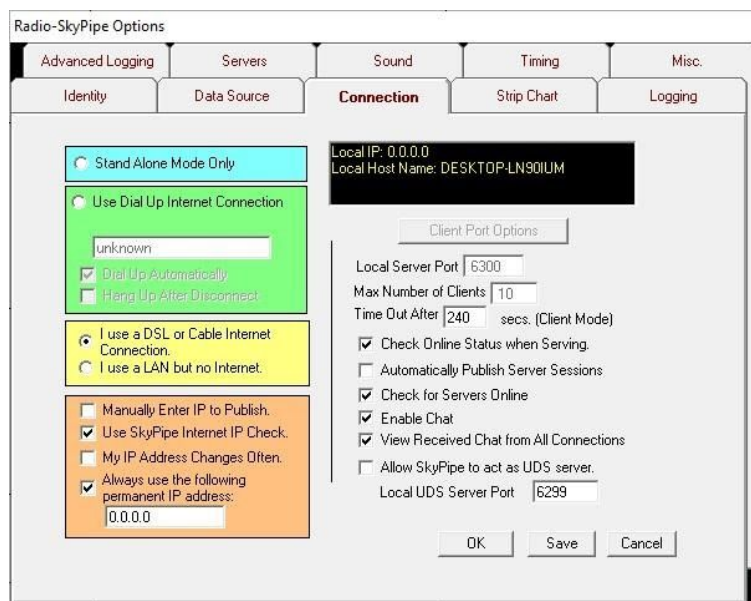 Radio-SkyPipe Options
Advanced Logging
Servers
Sound
Timing
Misc.
Identity
Data Source
Connection
Strip Chart
Logging
Stand Alone Mode Only
Use Dial Up Internet Connection
unknown
Dial Up Automatically
Hang Up After Disconnect
I use a DSL or Cable Internet
Connection.
I use a LAN but no Internet.
Manually Enter IP to Publish.
Use SkyPipe Internet IP Check.
My IP Address Changes Often.
Always use the following
permanent IP address:
0.0.0.0
Local IP: 0.0.0.0
Local Host Name: DESKTOP-LN90IUM
Client Port Options
Local Server Port 6300
Max Number of Clients 10
Time Out After 240 secs. (Client Mode)
Check Online Status when Serving.
Automatically Publish Server Sessions
Check for Servers Online
Enable Chat
View Received Chat from All Connections
Allow SkyPipe to act as UDS server.
Local UDS Server Port 6299
OK
Save
Cancel